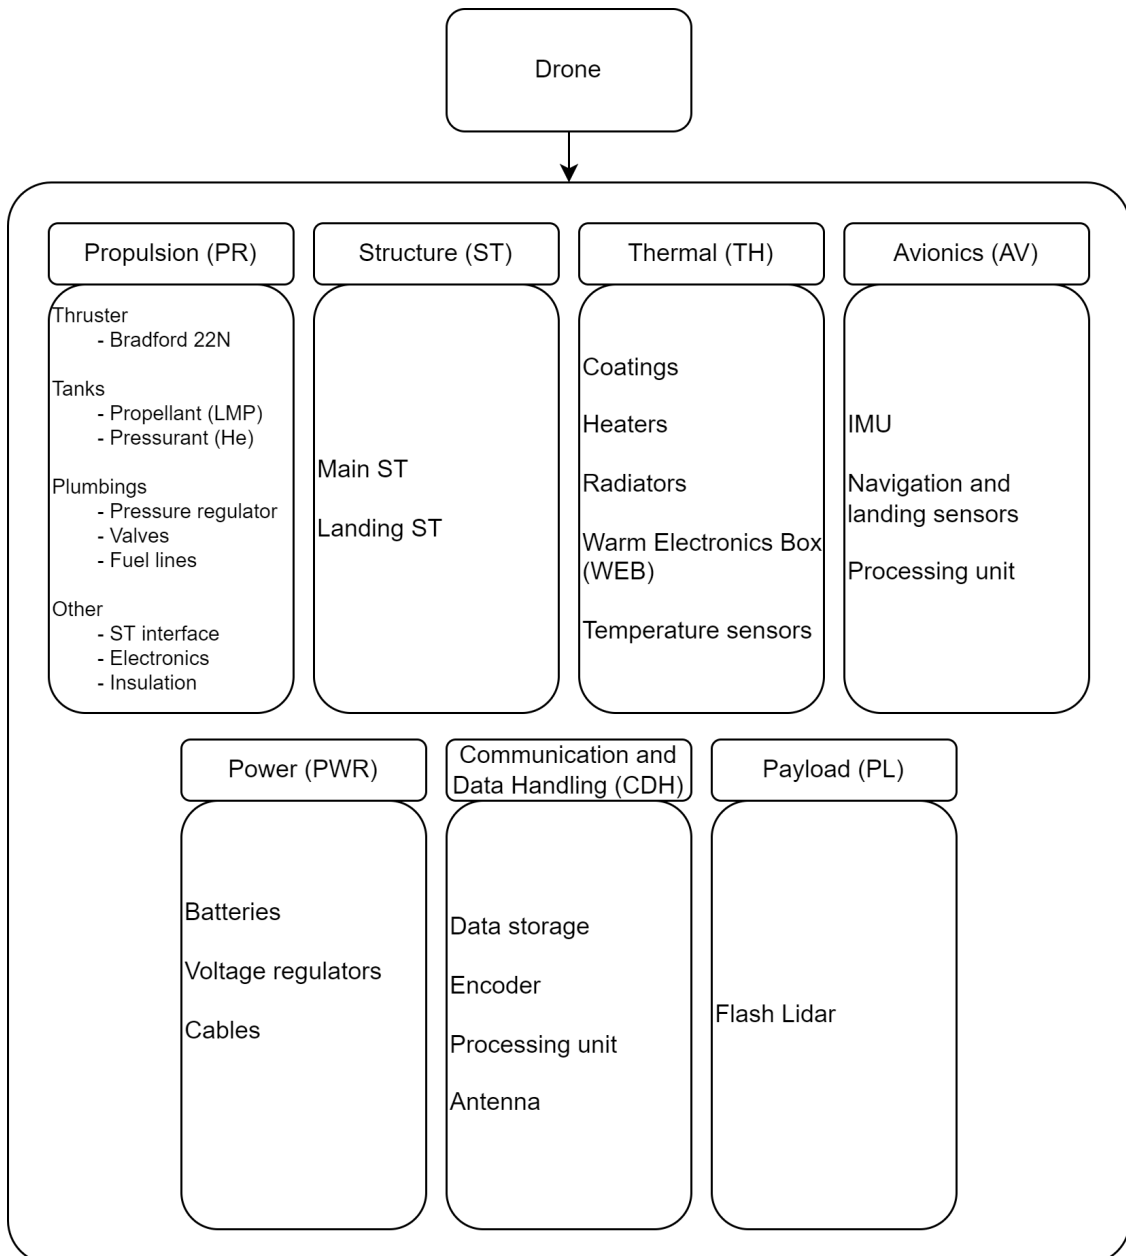 Drone
Propulsion (PR)
Thruster
- Bradford 22N
Tanks
- Propellant (LMP)
- Pressurant (He)
Plumbings
- Pressure regulator
- Valves
- Fuel lines
Other
- ST interface
- Electronics
- Insulation
Structure (ST)
Main ST
Landing ST
Thermal (TH)
Coatings
Heaters
Radiators
Warm Electronics Box
(WEB)
Temperature sensors
Avionics (AV)
IMU
Navigation and
landing sensors
Processing unit
Power (PWR)
Batteries
Voltage regulators
Cables
Communication and
Data Handling (CDH)
Data storage
Encoder
Processing unit
Antenna
Payload (PL)
Flash Lidar